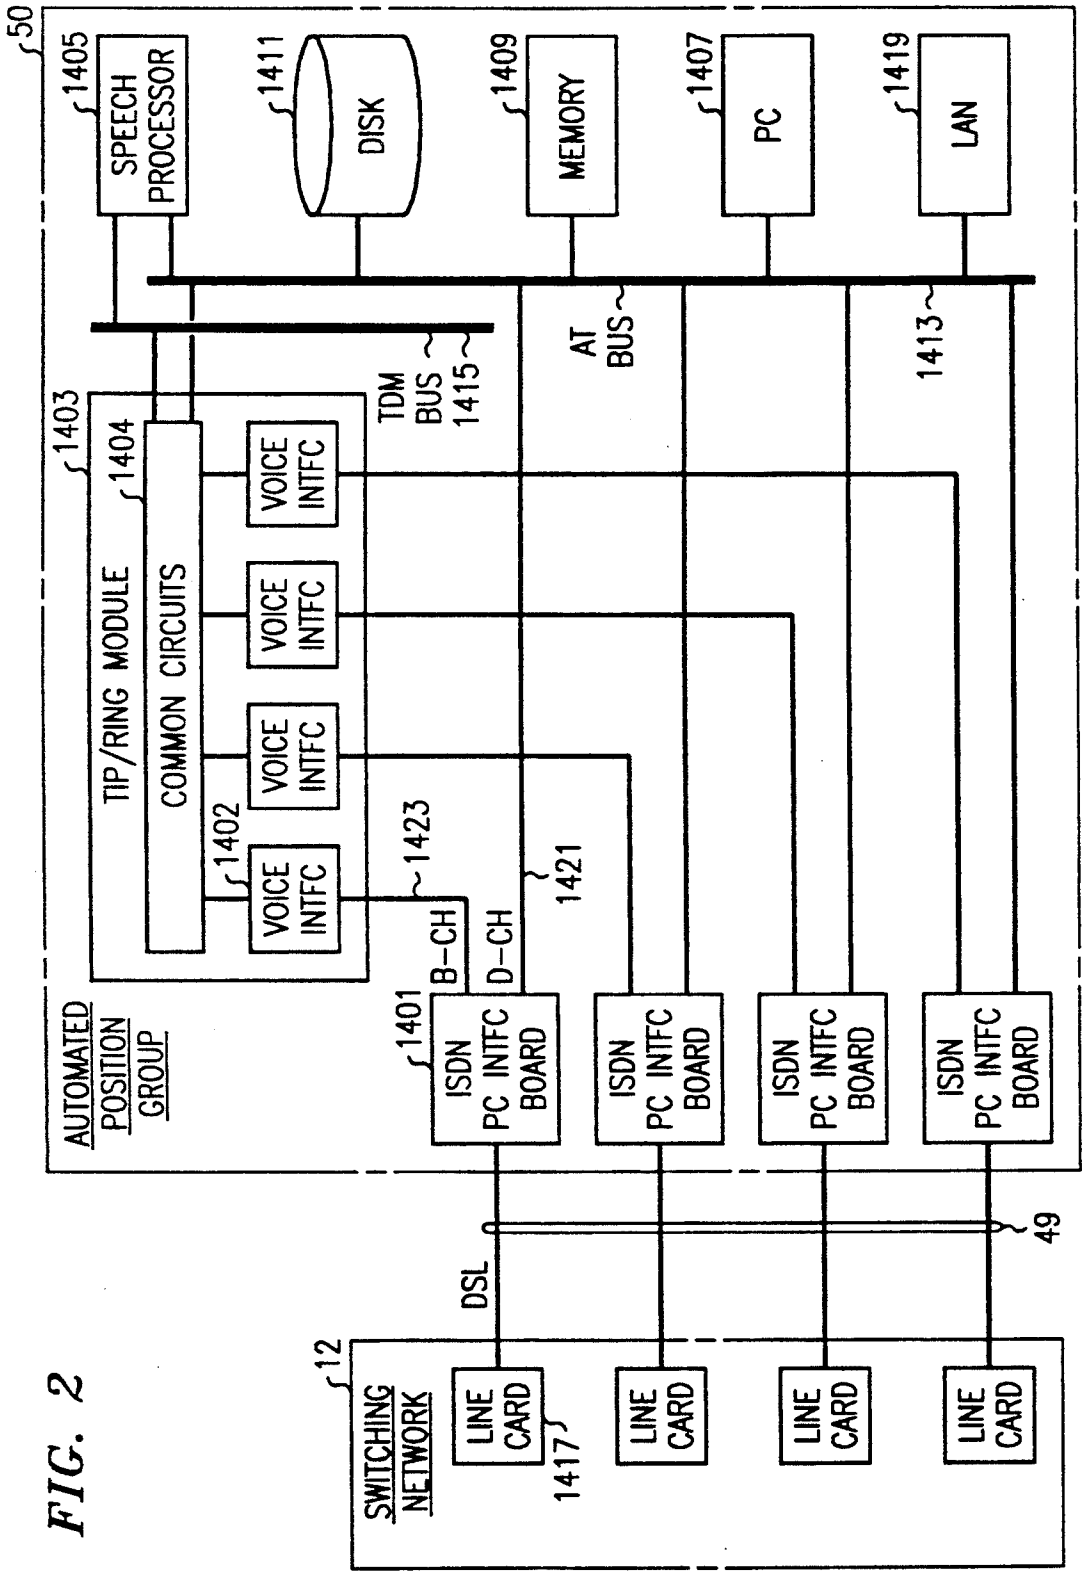 FIG. 2
SWITCHING
NETWORK
12
LINE
CARD
1417
LINE
CARD
LINE
CARD
LINE
CARD
DSL
49
AUTOMATED
POSITION
GROUP
50
ISDN
PC INTFC
BOARD
1401
ISDN
PC INTFC
BOARD
ISDN
PC INTFC
BOARD
ISDN
PC INTFC
BOARD
B-CH
D-CH
1423
1421
TIP/RING MODULE
1403
COMMON CIRCUITS
1404
VOICE
INTFC
1402
VOICE
INTFC
VOICE
INTFC
VOICE
INTFC
TDM
BUS
1415
AT
BUS
1413
SPEECH
PROCESSOR
1405
DISK
1411
MEMORY
1409
PC
1407
LAN
1419